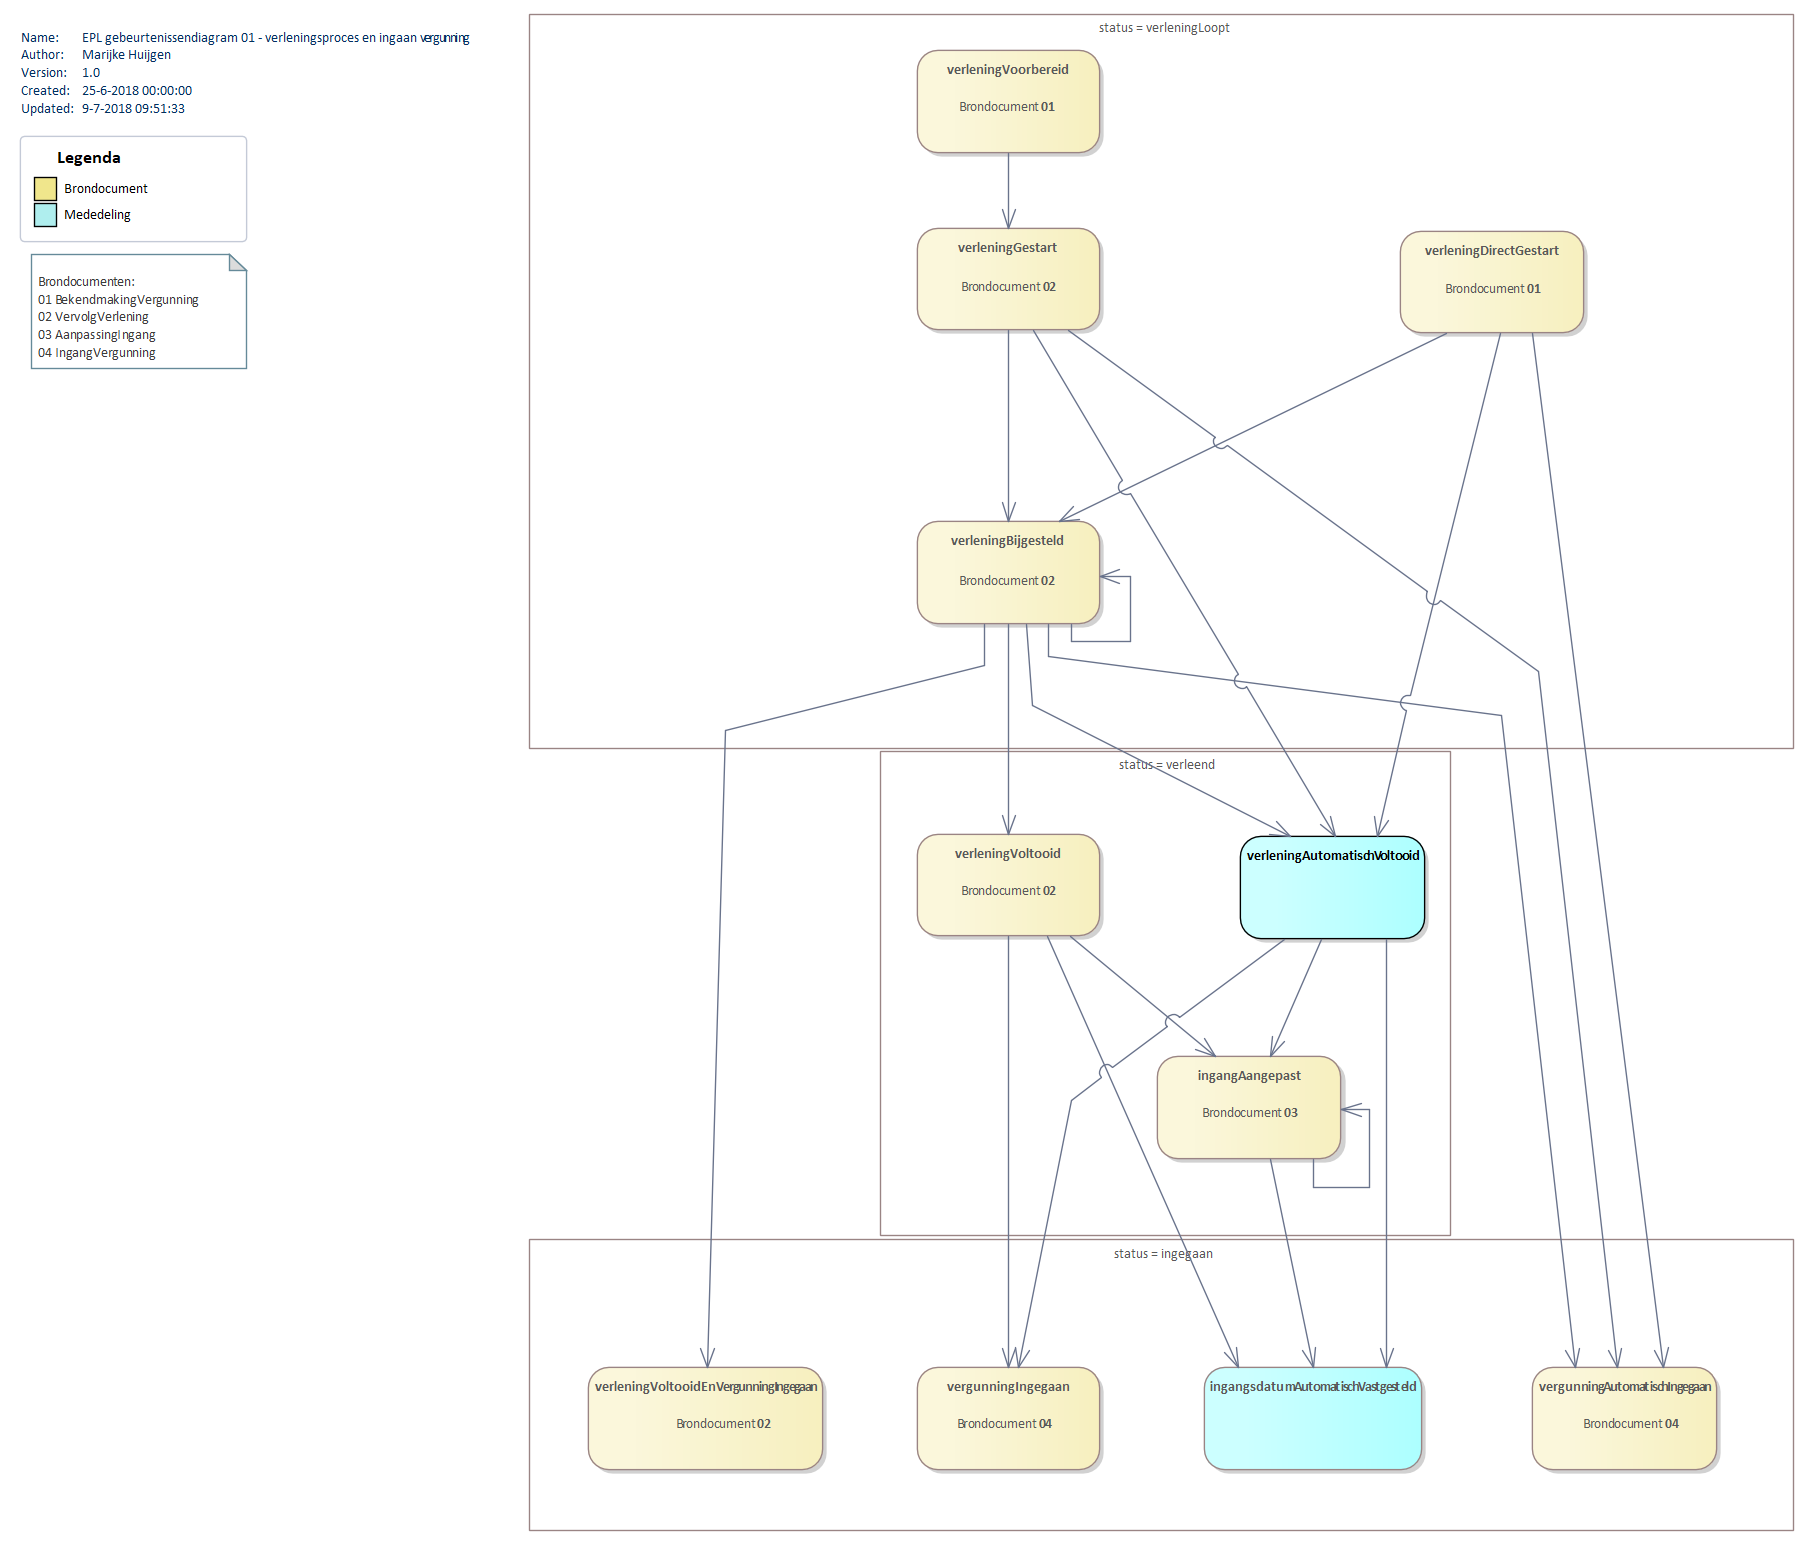 Name: EPL gebeurtenissendiagram 01 - verleningsproces en ingaan vergunning
Author: Marijke Huijgen
Version: 1.0
Created: 25-6-2018 00:00:00
Updated: 9-7-2018 09:51:33
Legenda
Brondocument
Mededeling
Brondocumenten:
01 BekendmakingVergunning
02 VervolgVerlening
03 AanpassingIngang
04 IngangVergunning
status = verleningLoopt
verleningVoorbereid
Brondocument 01
verleningGestart
Brondocument 02
verleningDirectGestart
Brondocument 01
verleningBijgesteld
Brondocument 02
status = verleend
verleningVoltooid
Brondocument 02
verleningAutomatischVoltooid
ingangAangepast
Brondocument 03
status = ingegaan
verleningVoltooidEnVergunningIngegaan
Brondocument 02
vergunningIngegaan
Brondocument 04
ingangsdatumAutomatischVastgesteld
vergunningAutomatischIngegaan
Brondocument 04